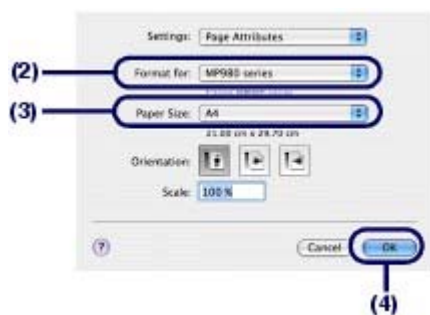 Settings: Page Attributes
(2) Format for: MP980 series
(3) Paper Size: A4
21.00 cm x 29.70 cm
Orientation:
Scale: 100 %
? Cancel OK
(4)